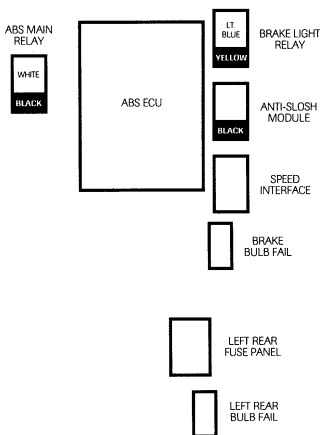 ABS MAIN
RELAY
WHITE
BLACK
ABS ECU
LT.
BLUE
YELLOW
BRAKE LIGHT
RELAY
BLACK
ANTI-SLOSH
MODULE
SPEED
INTERFACE
BRAKE
BULB FAIL
LEFT REAR
FUSE PANEL
LEFT REAR
BULB FAIL